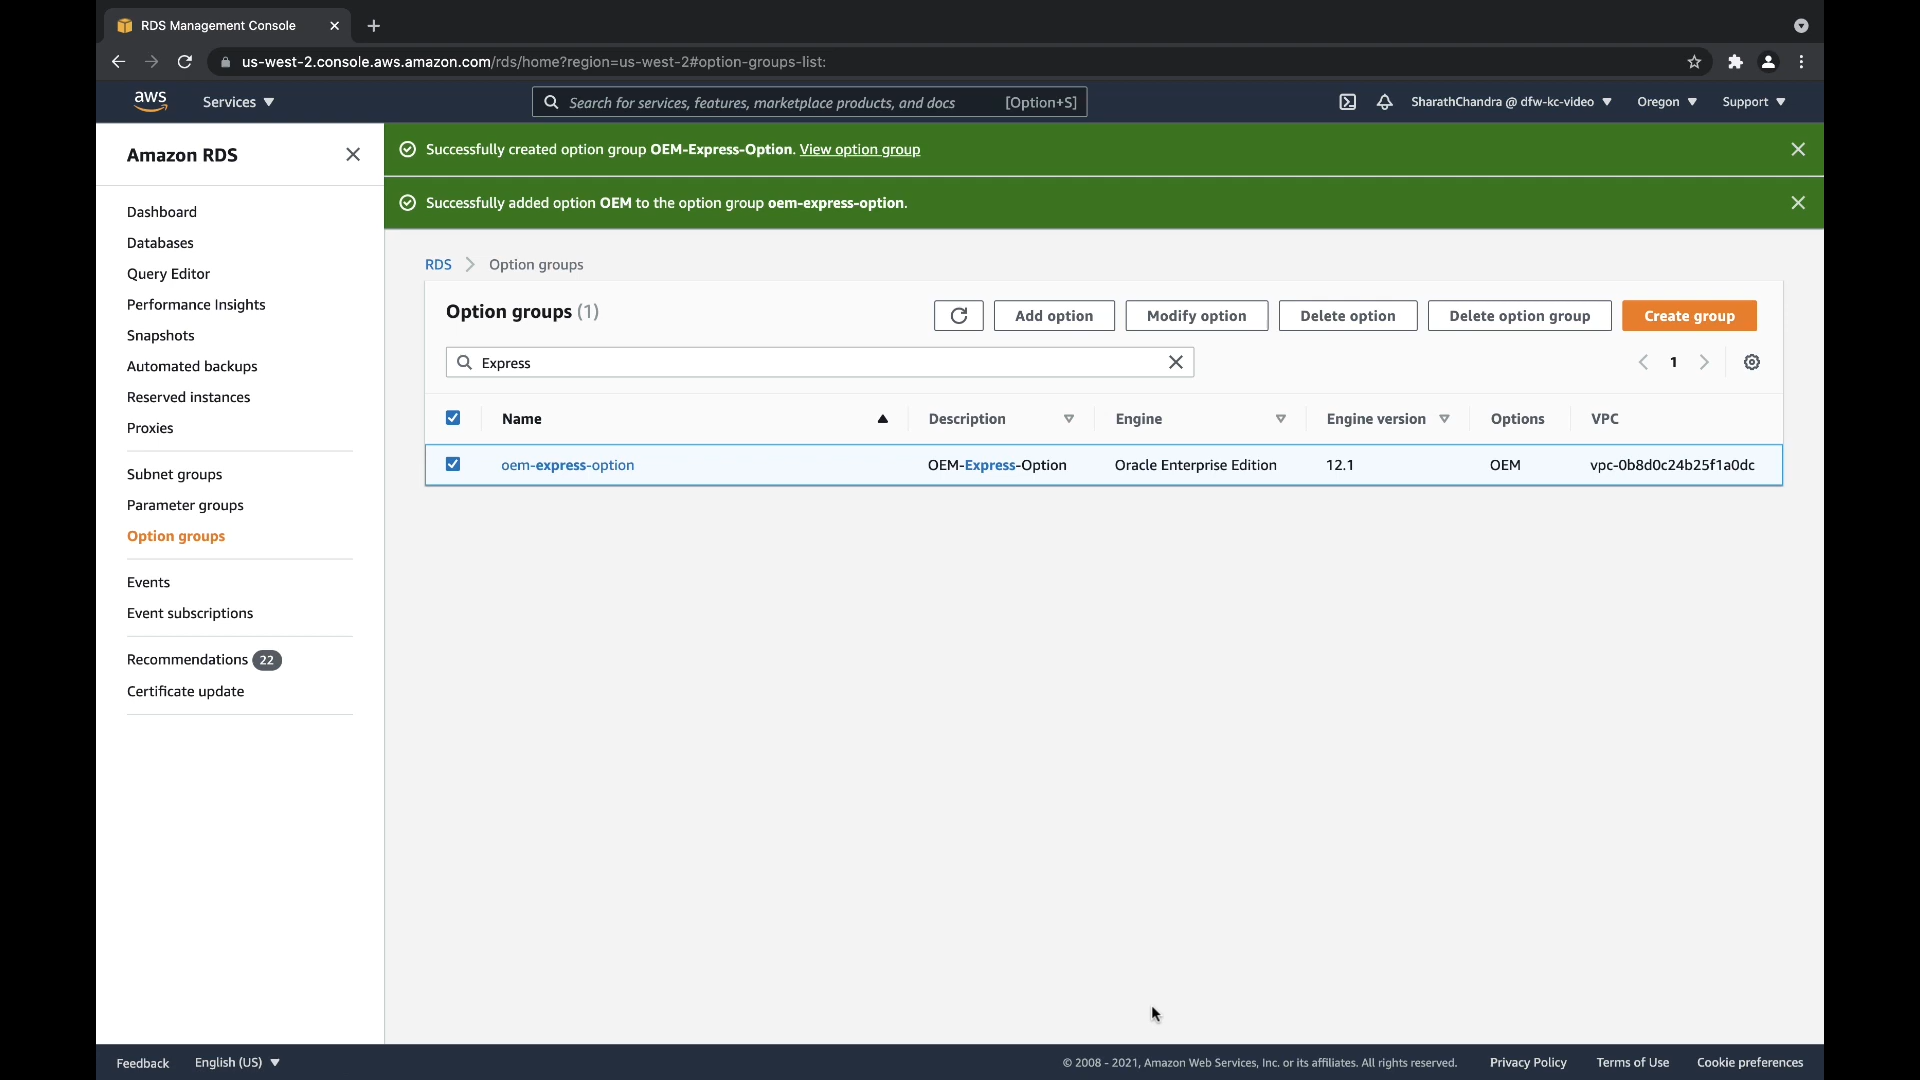 RDS Management Console
us-west-2.console.aws.amazon.com/rds/home?region=us-west-2#option-groups-list:
aws Services Search for services, features, marketplace products, and docs [Option+S] SharathChandra @ dfw-kc-video Oregon Support
Amazon RDS
Dashboard
Databases
Query Editor
Performance Insights
Snapshots
Automated backups
Reserved instances
Proxies
Subnet groups
Parameter groups
Option groups
Events
Event subscriptions
Recommendations 22
Certificate update
Successfully created option group OEM-Express-Option. View option group
Successfully added option OEM to the option group oem-express-option.
RDS Option groups
Option groups (1) Add option Modify option Delete option Delete option group Create group
Express 1
Name Description Engine Engine version Options VPC
oem-express-option OEM-Express-Option Oracle Enterprise Edition 12.1 OEM vpc-0b8d0c24b25f1a0dc
Feedback English (US) © 2008 - 2021, Amazon Web Services, Inc. or its affiliates. All rights reserved. Privacy Policy Terms of Use Cookie preferences